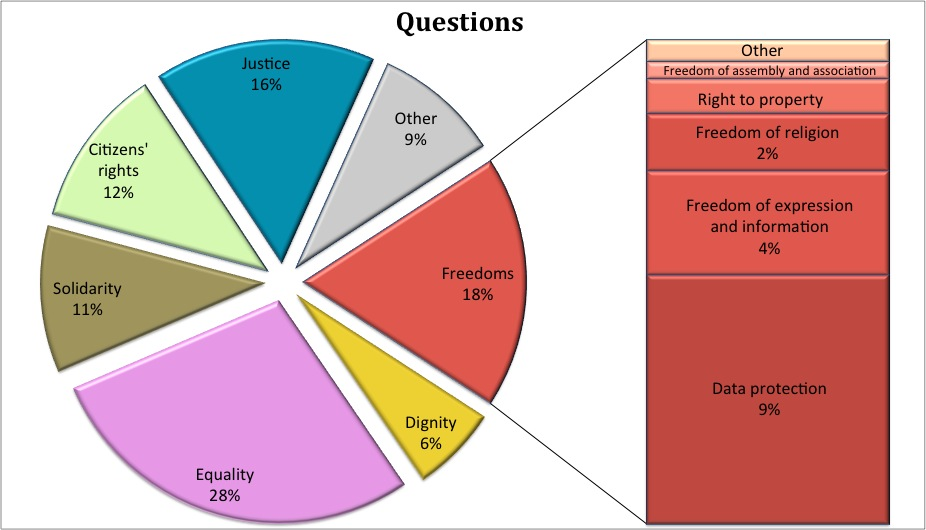 Questions
Justice
16%
Other
9%
Citizens'
rights
12%
Freedoms
18%
Solidarity
11%
Dignity
6%
Equality
28%
Other
Freedom of assembly and association
Right to property
Freedom of religion
2%
Freedom of expression
and information
4%
Data protection
9%